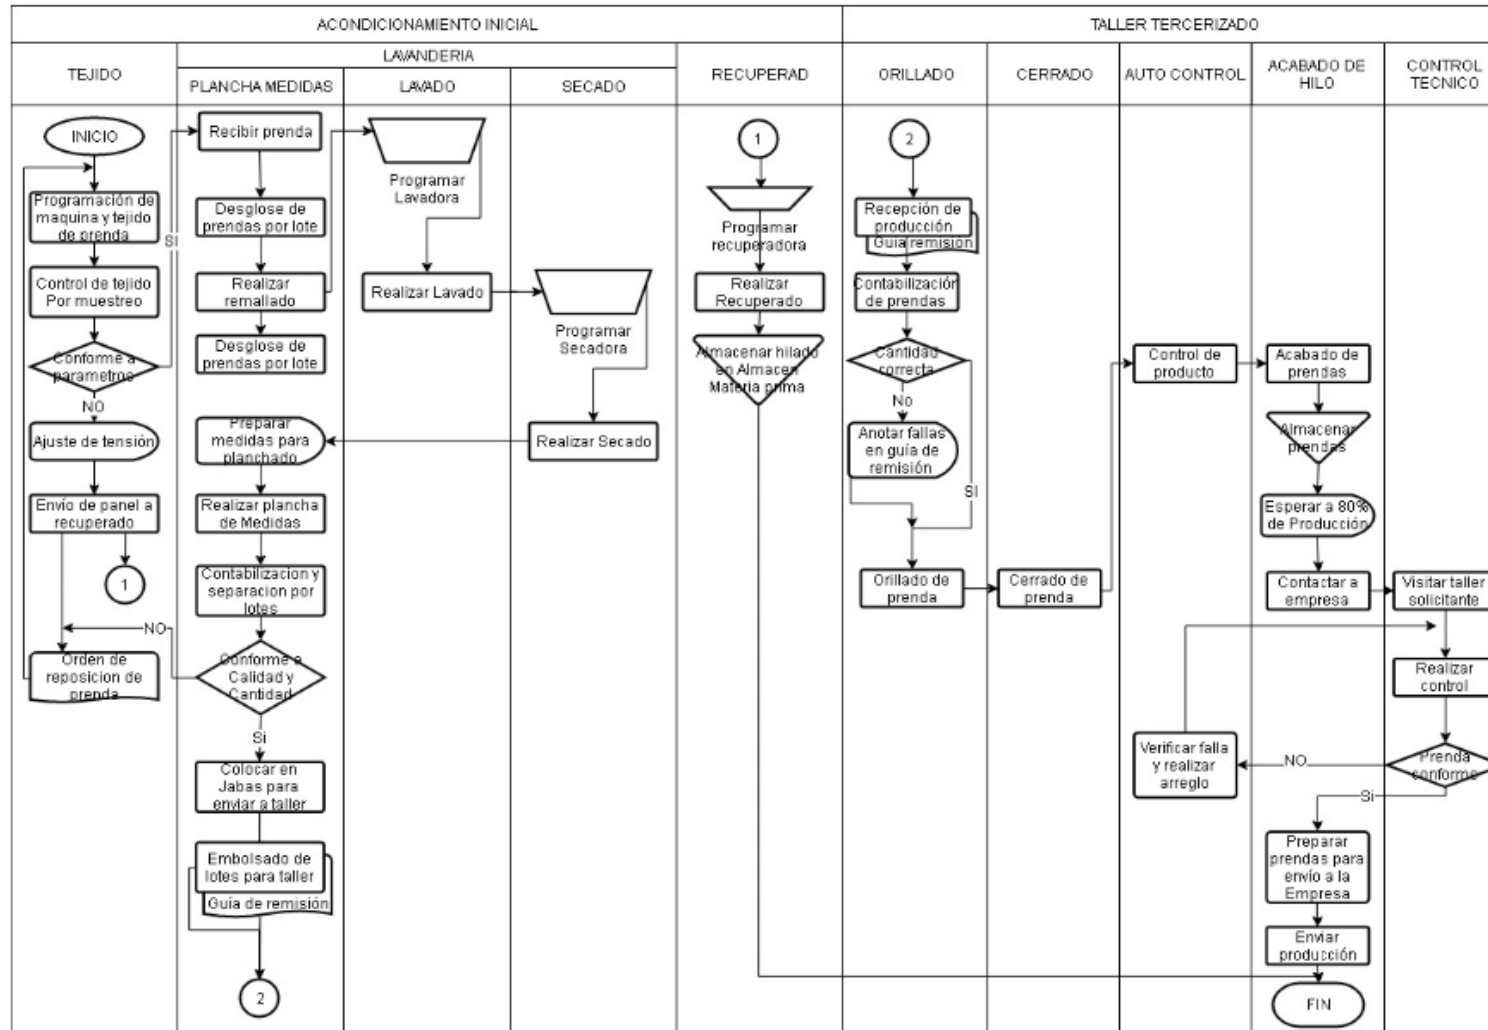 ACONDICIONAMIENTO INICIAL
TALLER TERCERIZADO
TEJIDO
LAVANDERIA
PLANCHA MEDIDAS
LAVADO
SECADO
RECUPERAD
ORILLADO
CERRADO
AUTO CONTROL
ACABADO DE
HILO
CONTROL
TECNICO
INICIO
Programación de
maquina y tejido
de prenda
Control de tejido
Por muestreo
Conforme a
parametros
SI
NO
Ajuste de tensión
Envío de panel a
recuperado
1
Orden de
reposicion de
prenda
Recibir prenda
Desglose de
prendas por lote
Realizar
remallado
Desglose de
prendas por lote
Preparar
medidas para
planchado
Realizar plancha
de Medidas
Contabilizacion y
separacion por
lotes
NO
Conforme a
Calidad y
Cantidad
Si
Colocar en
Jabas para
enviar a taller
Embolsado de
lotes para taller
Guía de remisión
2
Programar
Lavadora
Realizar Lavado
Programar
Secadora
Realizar Secado
1
Programar
recuperadora
Realizar
Recuperado
Almacenar hilado
en Almacen
Materia prima
2
Recepción de
producción
Guia remisión
Contabilización
de prendas
Cantidad
correcta
No
SI
Anotar fallas
en guía de
remisión
Orillado de
prenda
Cerrado de
prenda
Control de
producto
Verificar falla
y realizar
arreglo
Acabado de
prendas
Almacenar
prendas
Esperar a 80%
de Producción
Contactar a
empresa
Visitar taller
solicitante
Realizar
control
Prenda
conforme
NO
Si
Preparar
prendas para
envío a la
Empresa
Enviar
producción
FIN